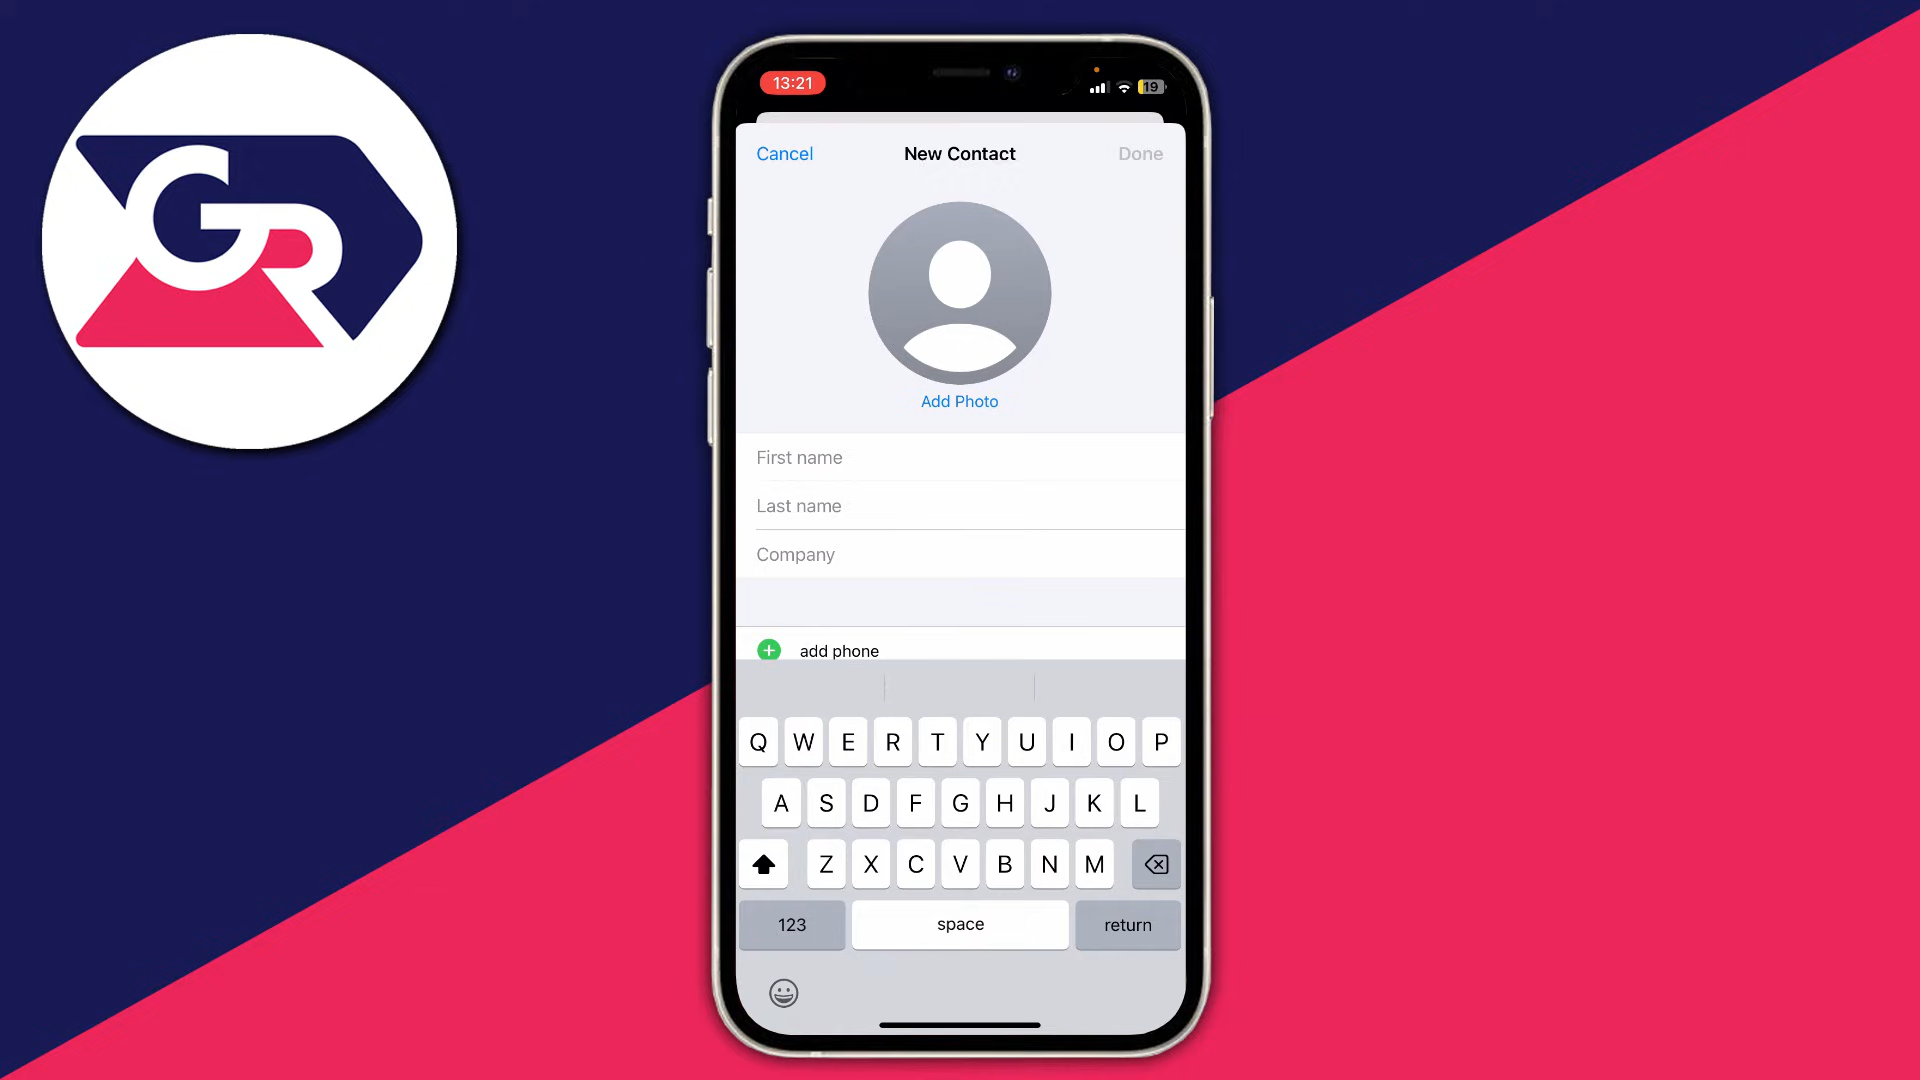 GR
13:21
19
Cancel
New Contact
Done
Add Photo
First name
Last name
Company
add phone
Q W E R T Y U I O P
A S D F G H J K L
Z X C V B N M
123
space
return